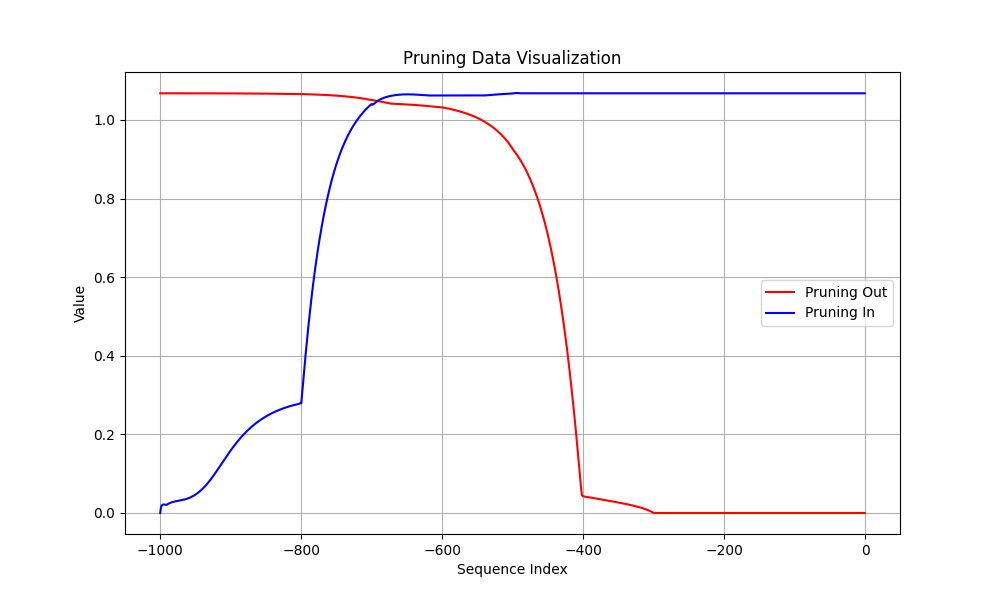 Pruning Data Visualization
Value
1.0
0.8
0.6
0.4
0.2
0.0
Pruning Out
Pruning In
−1000 −800 −600 −400 −200 0
Sequence Index